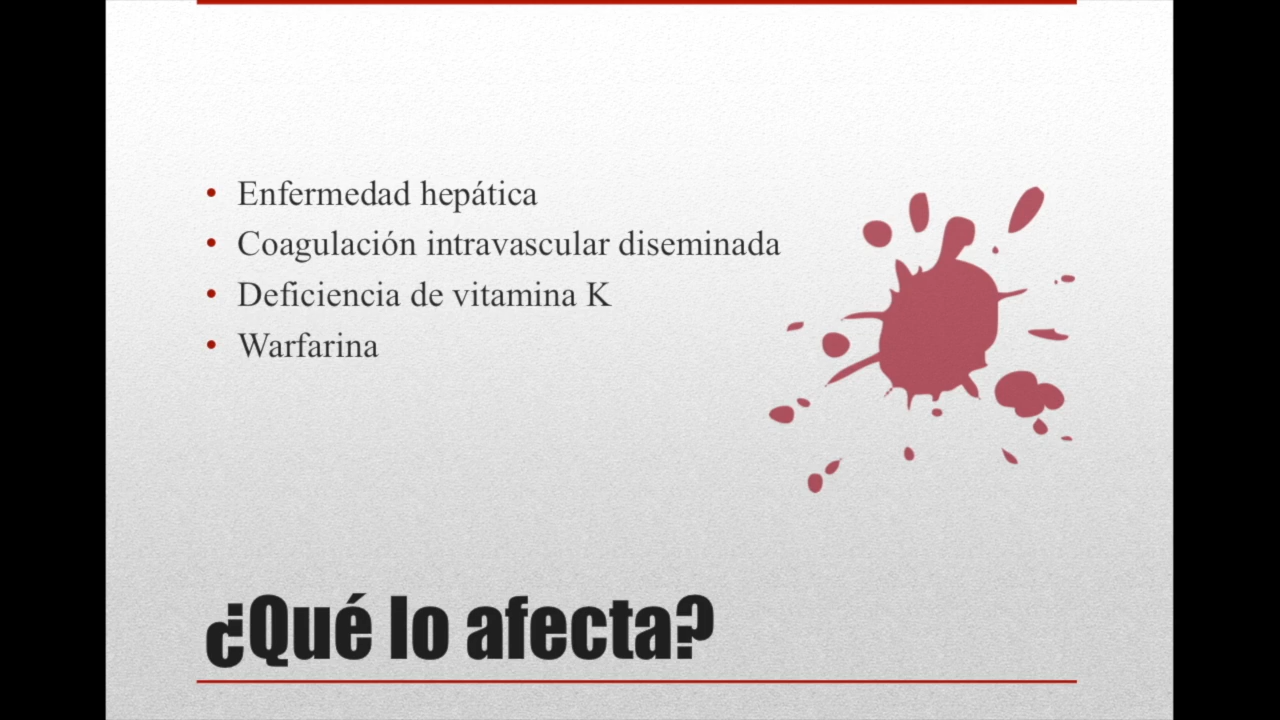 • Enfermedad hepática
• Coagulación intravascular diseminada
• Deficiencia de vitamina K
• Warfarina
¿Qué lo afecta?